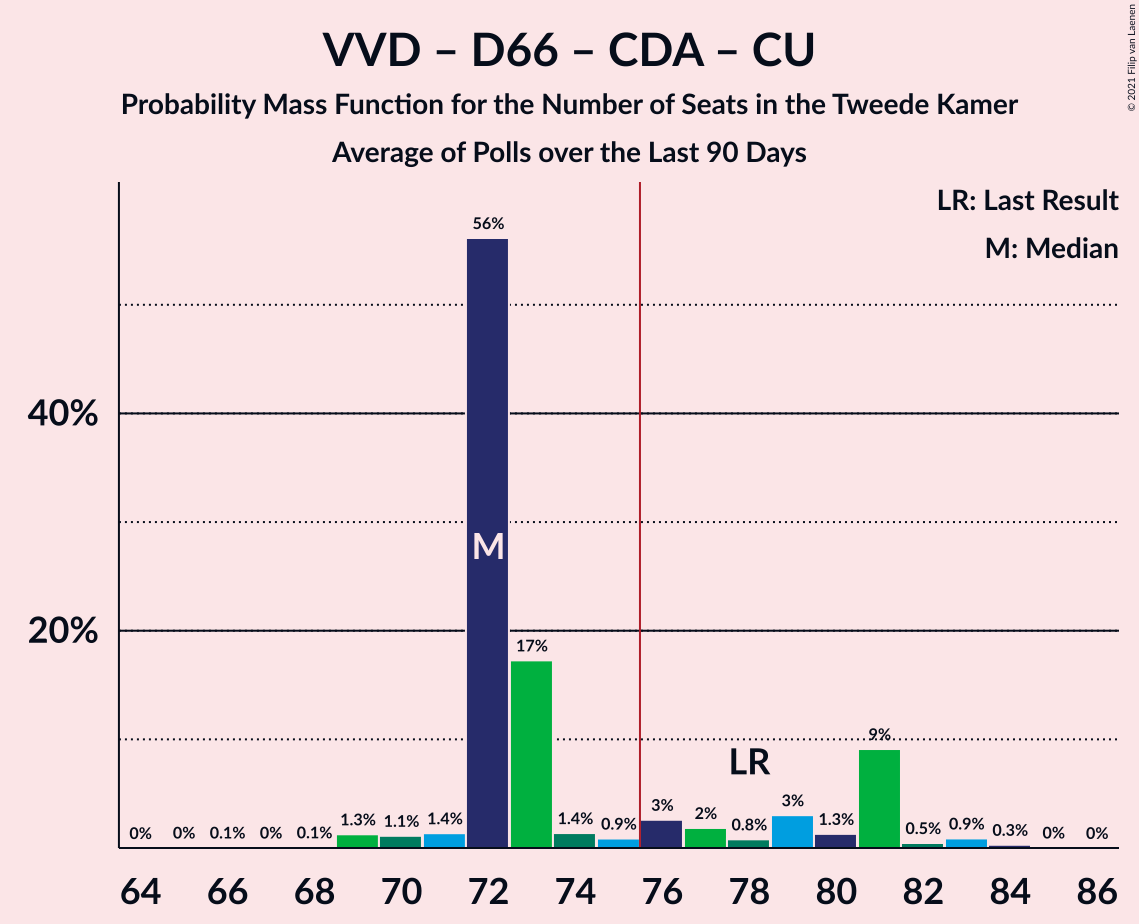 VVD – D66 – CDA – CU
Probability Mass Function for the Number of Seats in the Tweede Kamer
Average of Polls over the Last 90 Days
© 2021 Filip van Laenen
LR: Last Result
M: Median
56%
40%
M
20%
17%
LR
9%
0% 0% 0.1% 0% 0.1% 1.3% 1.1% 1.4% 1.4% 0.9% 3% 2% 0.8% 3% 1.3% 0.5% 0.9% 0.3% 0% 0%
64 66 68 70 72 74 76 78 80 82 84 86